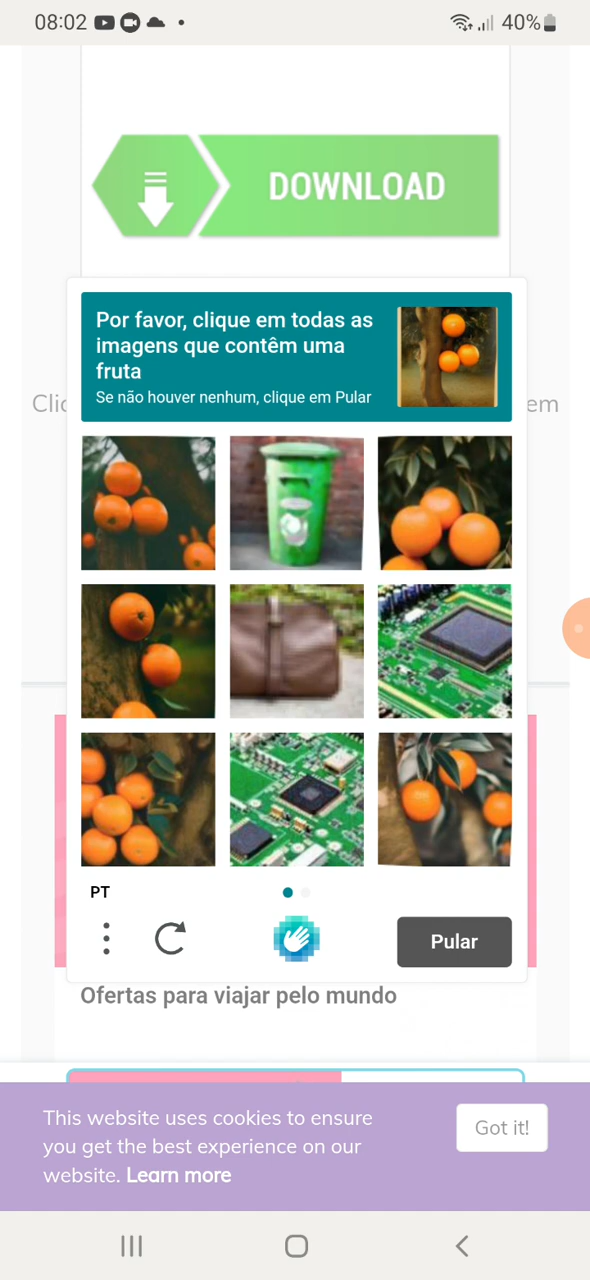 08:02
40%
DOWNLOAD
Por favor, clique em todas as
imagens que contêm uma
fruta
Se não houver nenhum, clique em Pular
Clic
em
PT
Pular
Ofertas para viajar pelo mundo
This website uses cookies to ensure
you get the best experience on our
website. Learn more
Got it!